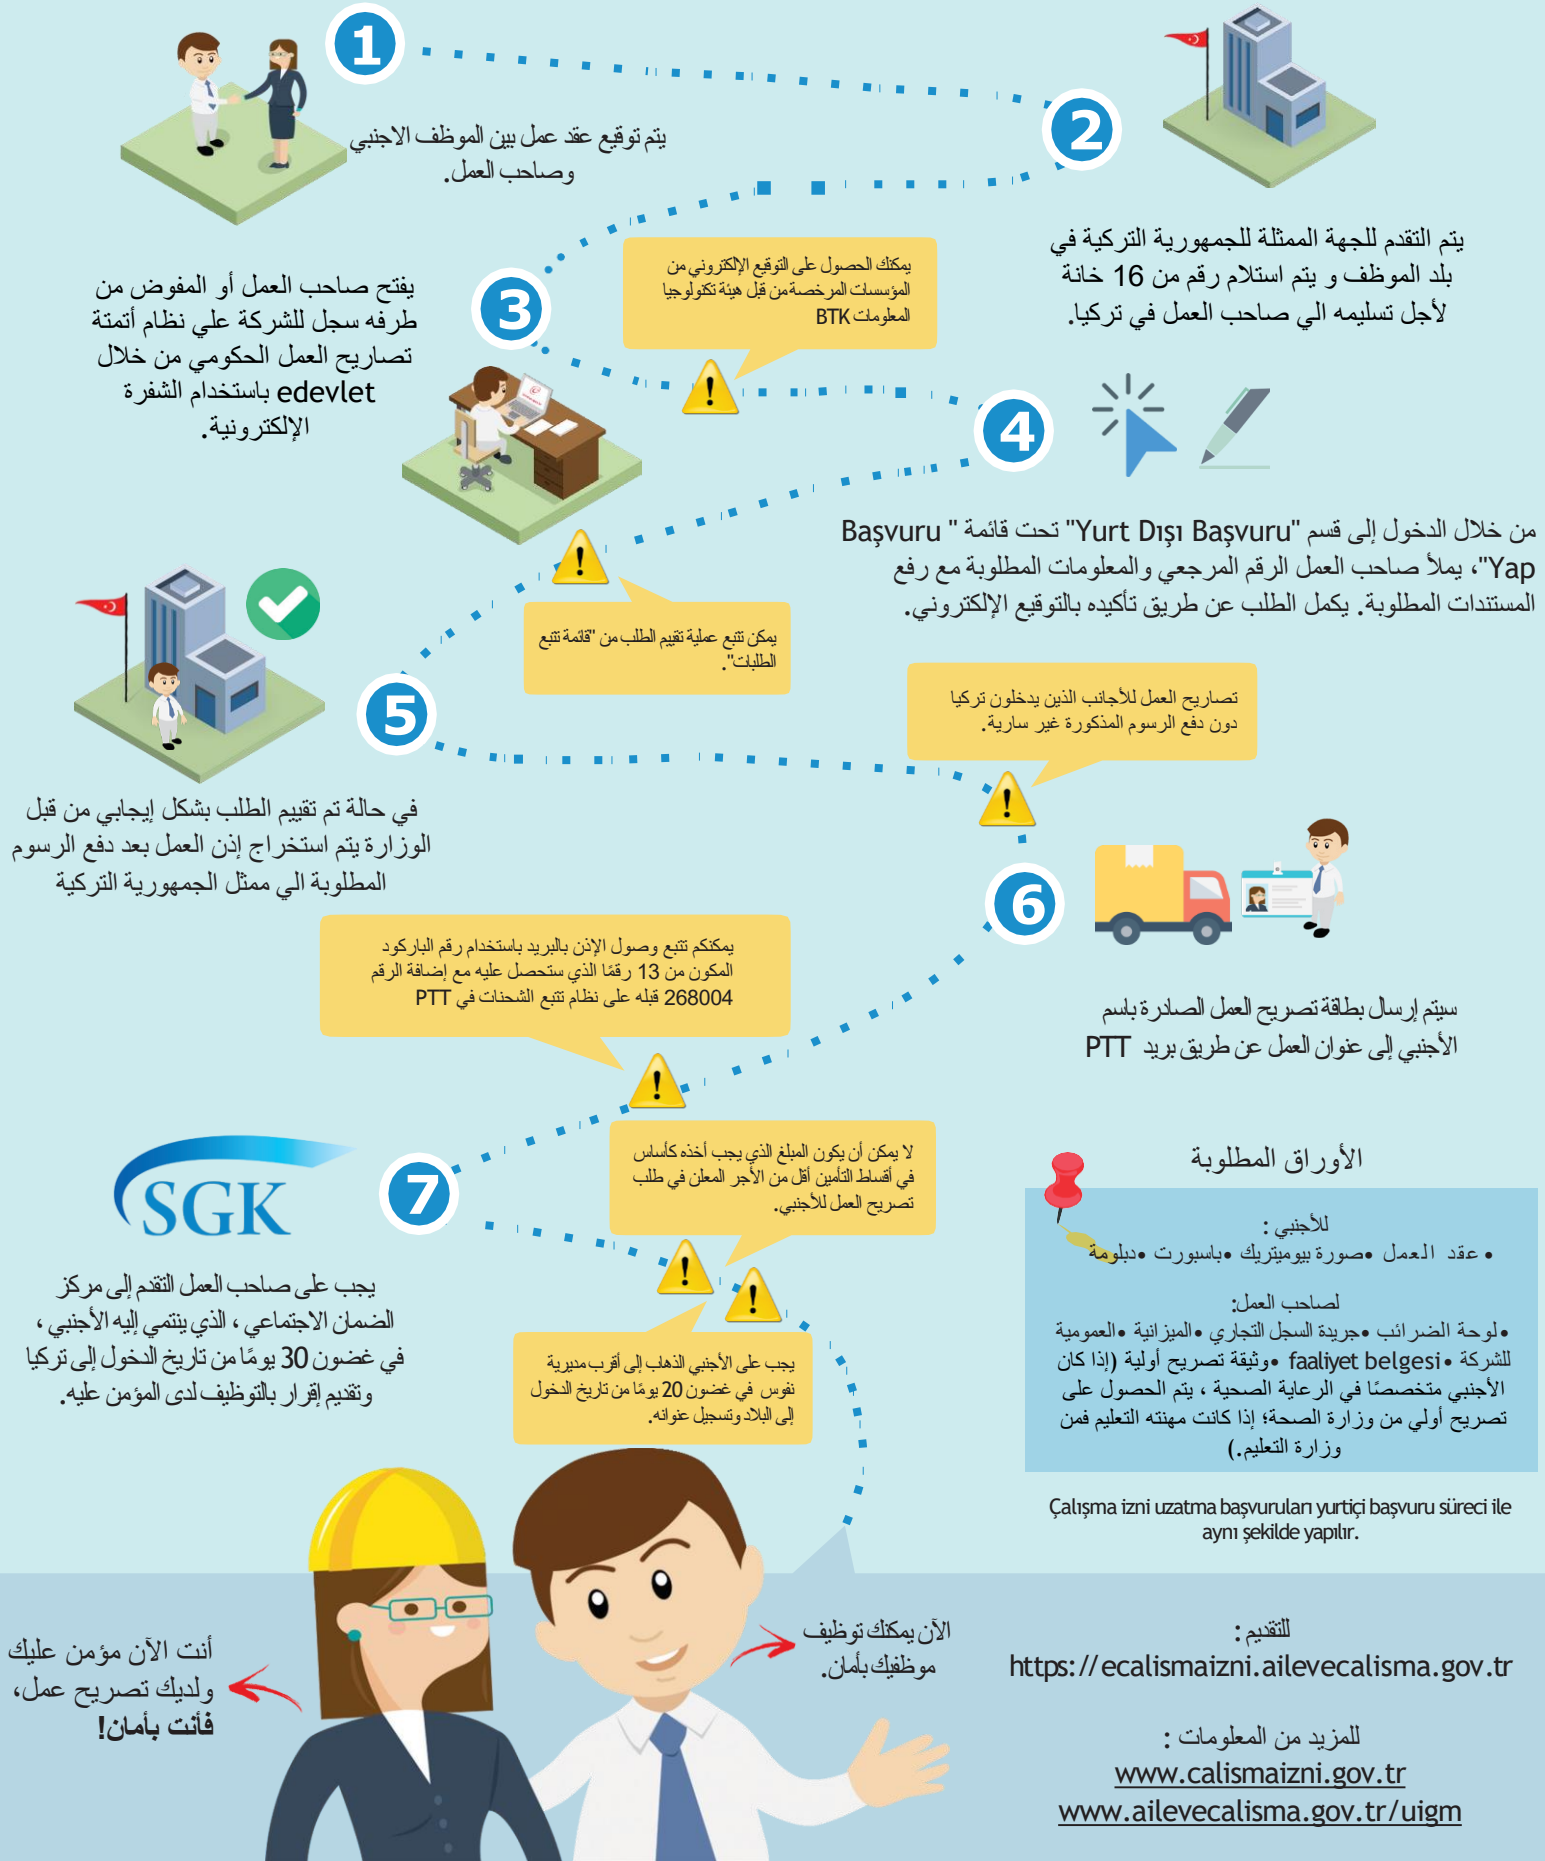 1
يتم توقيع عقد عمل بين الموظف الاجنبي
وصاحب العمل.
2
يتم التقدم للجهة الممثلة للجمهورية التركية في
بلد الموظف و يتم استلام رقم من 16 خانة
لأجل تسليمه الي صاحب العمل في تركيا.
3
يفتح صاحب العمل أو المفوض من
طرفه سجل للشركة علي نظام أتمتة
تصاريح العمل الحكومي من خلال
edevlet باستخدام الشفرة
الإلكترونية.
يمكنك الحصول على التوقيع الإلكتروني من
المؤسسات المرخصة من قبل هيئة تكنولوجيا
المعلومات BTK
4
من خلال الدخول إلى قسم "Yurt Dışı Başvuru" تحت قائمة " Başvuru
Yap"، يملأ صاحب العمل الرقم المرجعي والمعلومات المطلوبة مع رفع
المستندات المطلوبة. يكمل الطلب عن طريق تأكيده بالتوقيع الإلكتروني.
يمكن تتبع عملية تقييم الطلب من "قائمة تتبع
الطلبات".
5
في حالة تم تقييم الطلب بشكل إيجابي من قبل
الوزارة يتم استخراج إذن العمل بعد دفع الرسوم
المطلوبة الي ممثل الجمهورية التركية
تصاريح العمل للأجانب الذين يدخلون تركيا
دون دفع الرسوم المذكورة غير سارية.
6
سيتم إرسال بطاقة تصريح العمل الصادرة باسم
الأجنبي إلى عنوان العمل عن طريق بريد PTT
يمكنكم تتبع وصول الإذن بالبريد باستخدام رقم الباركود
المكون من 13 رقمًا الذي ستحصل عليه مع إضافة الرقم
268004 قبله على نظام تتبع الشحنات في PTT
7
SGK
يجب على صاحب العمل التقدم إلى مركز
الضمان الاجتماعي ، الذي ينتمي إليه الأجنبي ،
في غضون 30 يومًا من تاريخ الدخول إلى تركيا
وتقديم إقرار بالتوظيف لدى المؤمن عليه.
لا يمكن أن يكون المبلغ الذي يجب أخذه كأساس
في أقساط التأمين أقل من الأجر المعلن في طلب
تصريح العمل للأجنبي.
يجب على الأجنبي الذهاب إلى أقرب مديرية
نفوس في غضون 20 يومًا من تاريخ الدخول
إلى البلاد وتسجيل عنوانه.
الأوراق المطلوبة
للأجنبي :
• عقد العمل •صورة بيوميتريك •باسبورت •دبلومة
لصاحب العمل:
•لوحة الضرائب •جريدة السجل التجاري •الميزانية •العمومية
للشركة •faaliyet belgesi •وثيقة تصريح أولية (إذا كان
الأجنبي متخصصًا في الرعاية الصحية ، يتم الحصول على
تصريح أولي من وزارة الصحة؛ إذا كانت مهنته التعليم فمن
وزارة التعليم.)
Çalışma izni uzatma başvuruları yurtiçi başvuru süreci ile
aynı şekilde yapılır.
أنت الآن مؤمن عليك
ولديك تصريح عمل،
فأنت بأمان!
الآن يمكنك توظيف
موظفيك بأمان.
للتقديم :
https://ecalismaizni.ailevecalisma.gov.tr
للمزيد من المعلومات :
www.calismaizni.gov.tr
www.ailevecalisma.gov.tr/uigm